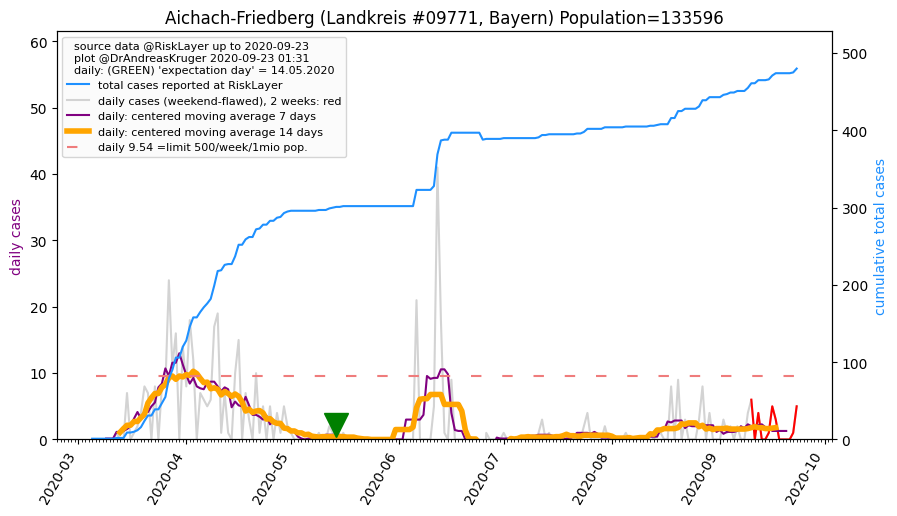 Aichach-Friedberg (Landkreis #09771, Bayern) Population=133596
source data @RiskLayer up to 2020-09-23
plot @DrAndreasKruger 2020-09-23 01:31
daily: (GREEN) 'expectation day' = 14.05.2020
total cases reported at RiskLayer
daily cases (weekend-flawed), 2 weeks: red
daily: centered moving average 7 days
daily: centered moving average 14 days
daily 9.54 =limit 500/week/1mio pop.
daily cases
60
50
40
30
20
10
0
cumulative total cases
500
400
300
200
100
0
2020-03
2020-04
2020-05
2020-06
2020-07
2020-08
2020-09
2020-10